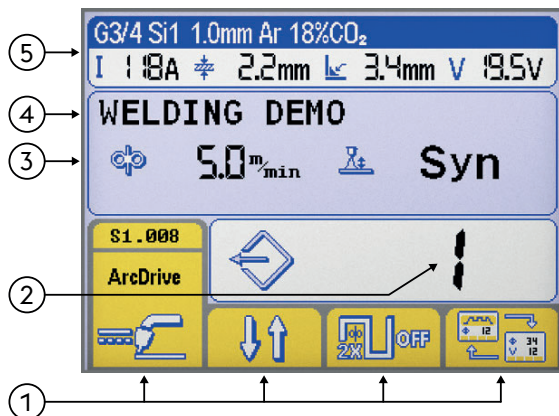 G3/4 Si1 1.0mm Ar 18%CO₂
I 118A 2.2mm 3.4mm V 19.5V
WELDING DEMO
5.0 m/min Syn
S1.008
ArcDrive
1
2X OFF
12
34
V 12
5
4
3
2
1